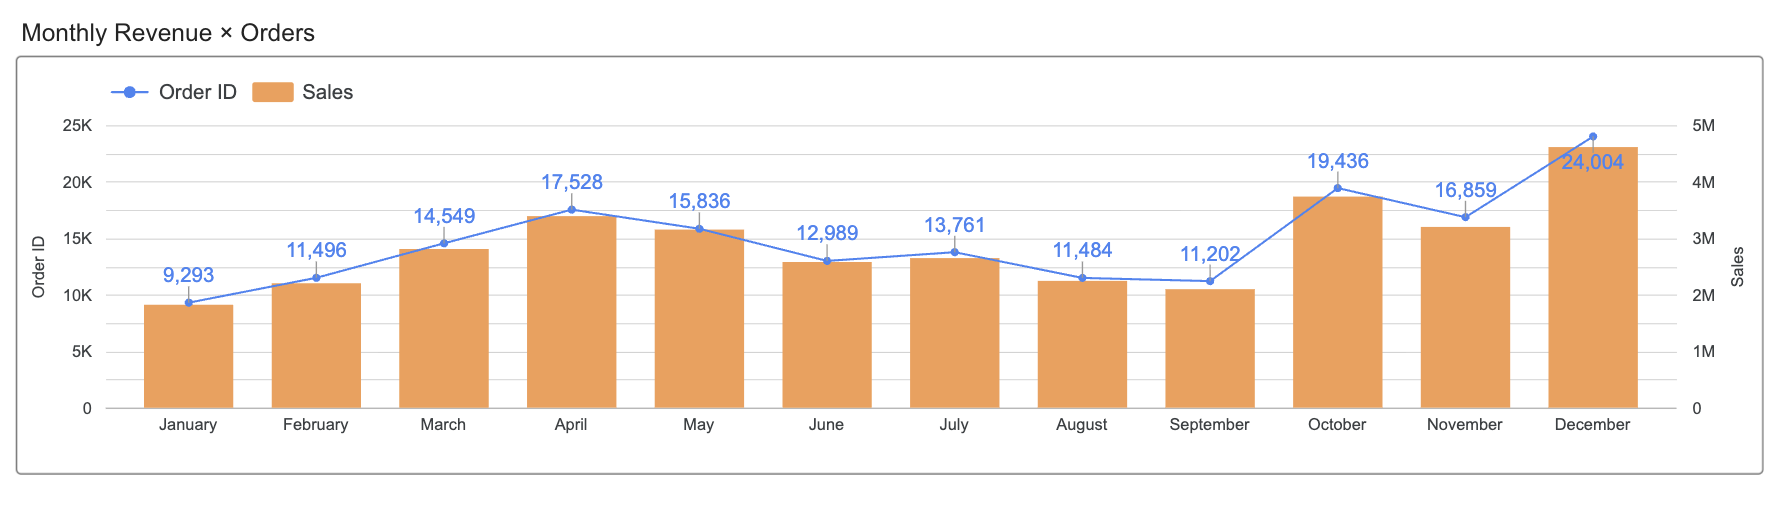 Monthly Revenue × Orders
Order ID Sales
25K
20K
15K
10K
5K
0
Order ID
5M
4M
3M
2M
1M
0
Sales
9,293
11,496
14,549
17,528
15,836
12,989
13,761
11,484
11,202
19,436
16,859
24,004
January February March April May June July August September October November December